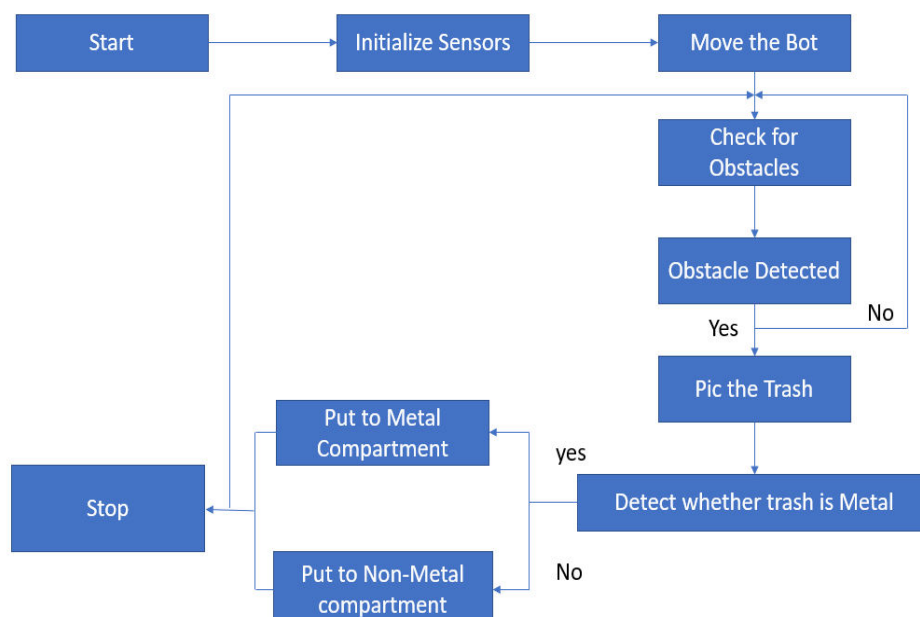 Start
Initialize Sensors
Move the Bot
Check for
Obstacles
Obstacle Detected
Yes
No
Pic the Trash
Detect whether trash is Metal
yes
No
Put to Metal
Compartment
Put to Non-Metal
compartment
Stop